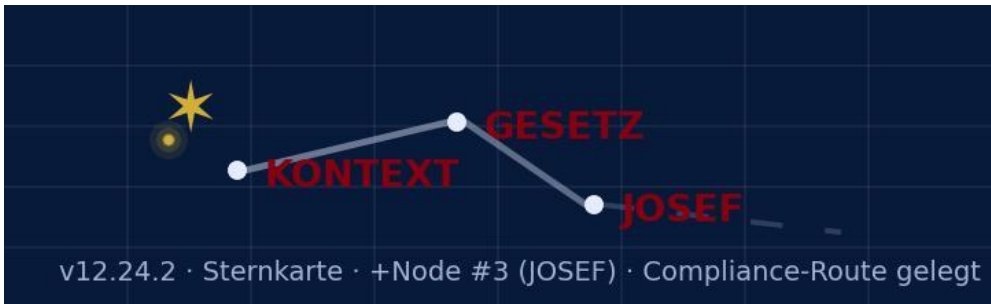 GESETZ
KONTEXT
JOSEF
v12.24.2 · Sternkarte · +Node #3 (JOSEF) · Compliance-Route gelegt